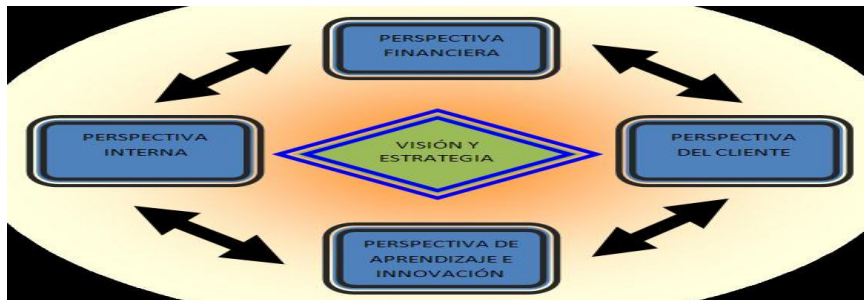 PERSPECTIVA
FINANCIERA
PERSPECTIVA
INTERNA
VISIÓN Y
ESTRATEGIA
PERSPECTIVA
DEL CLIENTE
PERSPECTIVA DE
APRENDIZAJE E
INNOVACIÓN